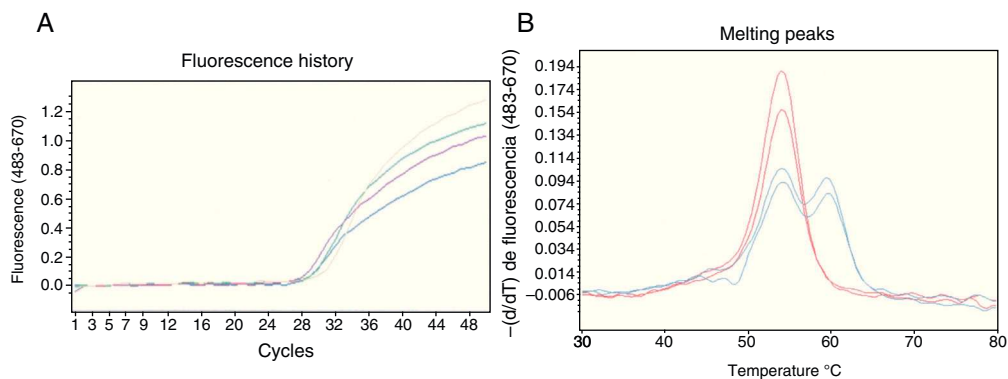 A
Fluorescence history
Fluorescence (483-670)
1.2
1.0
0.8
0.6
0.4
0.2
0.0
1 3 5 7 9 12 16 20 24 28 32 36 40 44 48
Cycles
B
Melting peaks
−(d/dT) de fluorescencia (483-670)
0.194
0.174
0.154
0.134
0.114
0.094
0.074
0.054
0.034
0.014
−0.006
30 40 50 60 70 80
Temperature °C